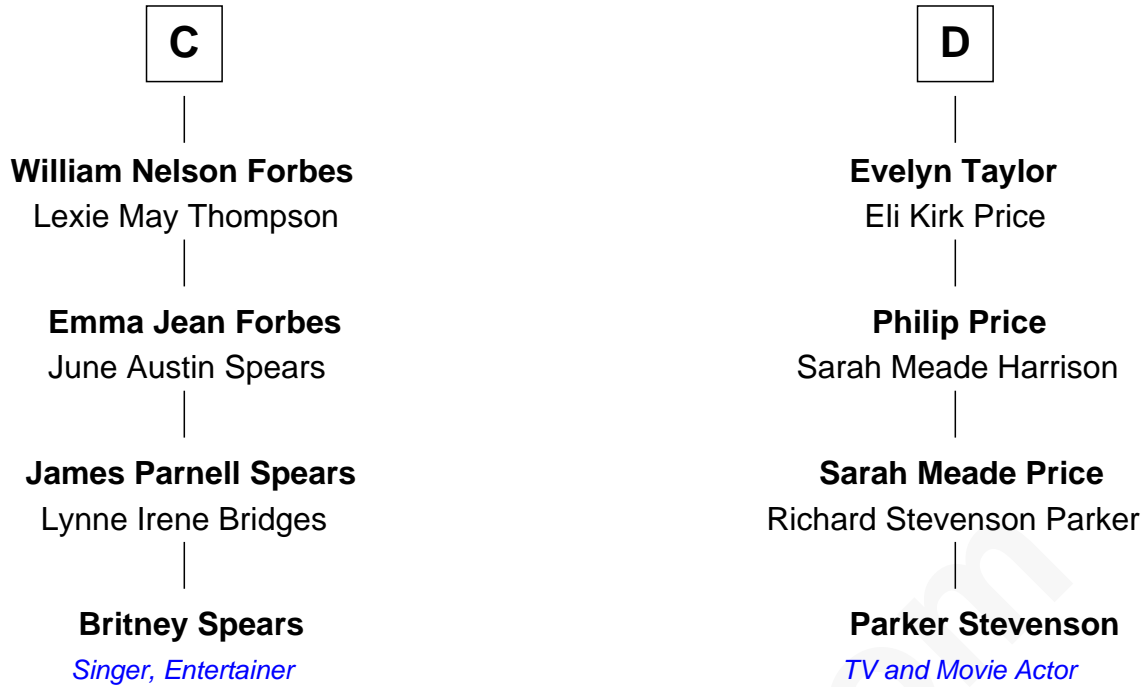 C
William Nelson Forbes
Lexie May Thompson
Emma Jean Forbes
June Austin Spears
James Parnell Spears
Lynne Irene Bridges
Britney Spears
Singer, Entertainer
D
Evelyn Taylor
Eli Kirk Price
Philip Price
Sarah Meade Harrison
Sarah Meade Price
Richard Stevenson Parker
Parker Stevenson
TV and Movie Actor